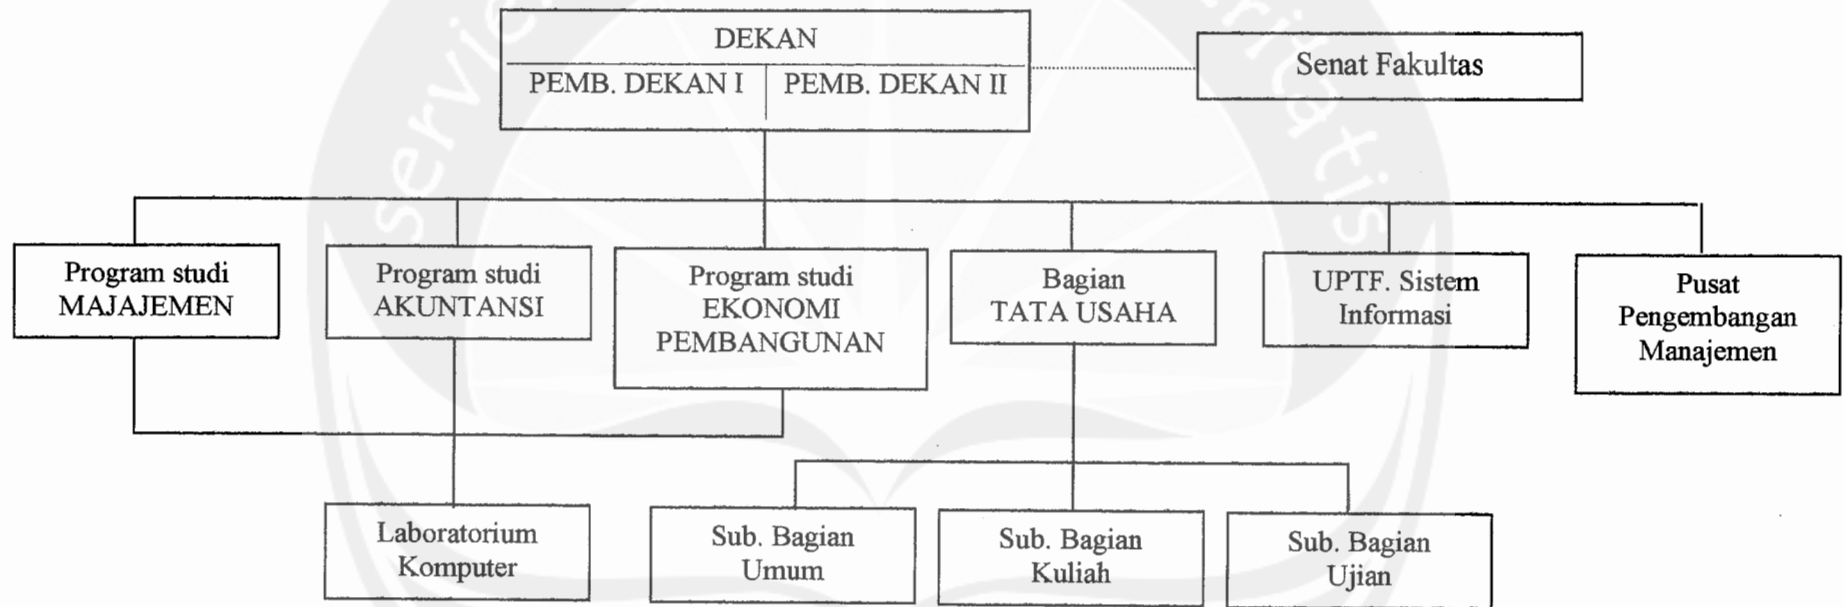 DEKAN
PEMB. DEKAN I
PEMB. DEKAN II
Senat Fakultas
Program studi
MAJAJEMEN
Program studi
AKUNTANSI
Program studi
EKONOMI
PEMBANGUNAN
Bagian
TATA USAHA
UPTF. Sistem
Informasi
Pusat
Pengembangan
Manajemen
Laboratorium
Komputer
Sub. Bagian
Umum
Sub. Bagian
Kuliah
Sub. Bagian
Ujian